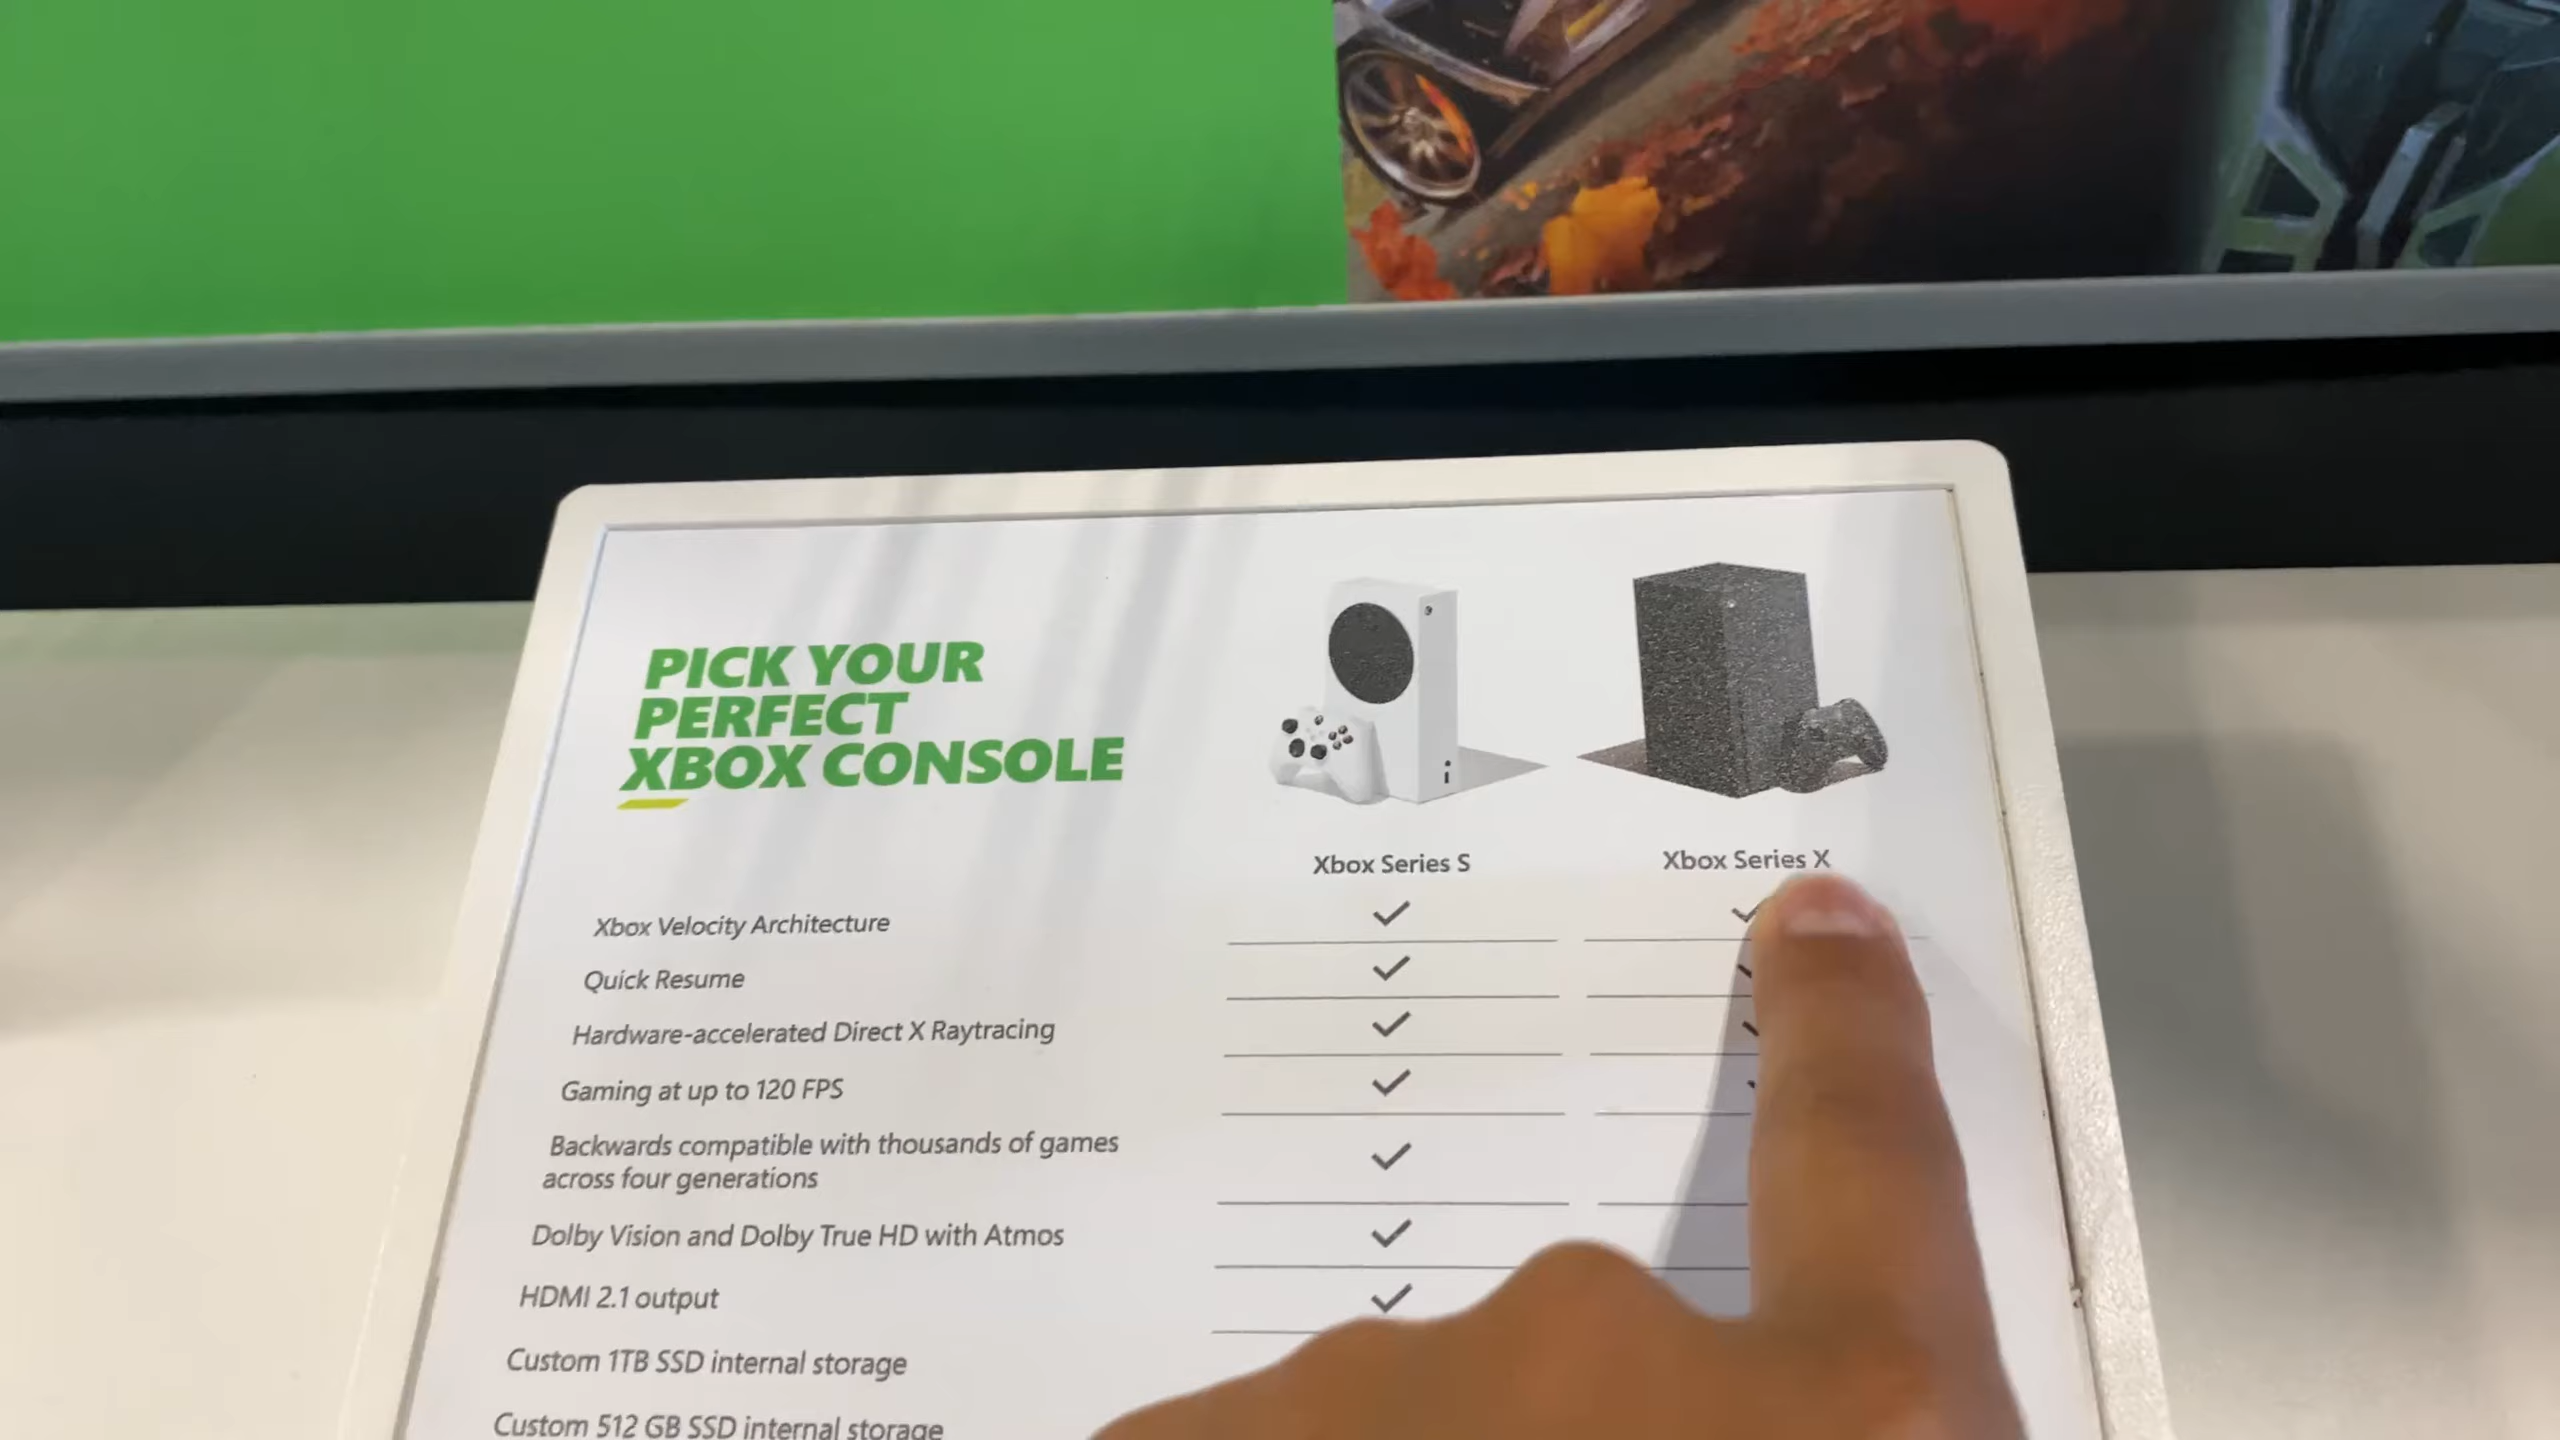 PICK YOUR
PERFECT
XBOX CONSOLE
Xbox Series S
Xbox Series X
Xbox Velocity Architecture
Quick Resume
Hardware-accelerated Direct X Raytracing
Gaming at up to 120 FPS
Backwards compatible with thousands of games
across four generations
Dolby Vision and Dolby True HD with Atmos
HDMI 2.1 output
Custom 1TB SSD internal storage
Custom 512 GB SSD internal storage